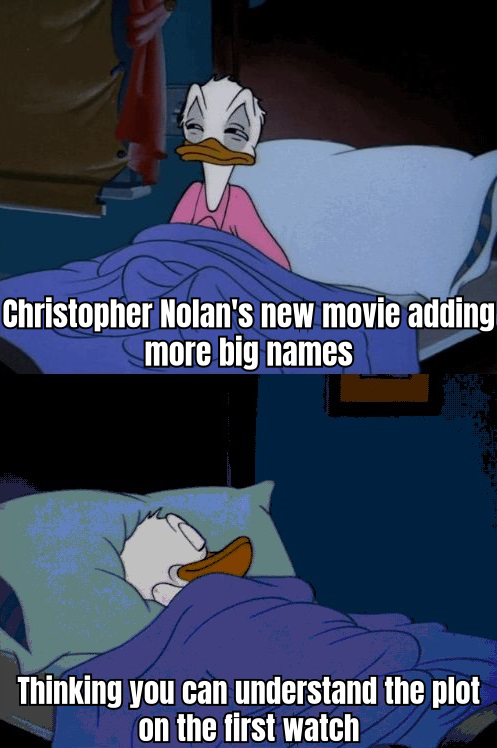 Christopher Nolan's new movie adding
more big names
Thinking you can understand the plot
on the first watch